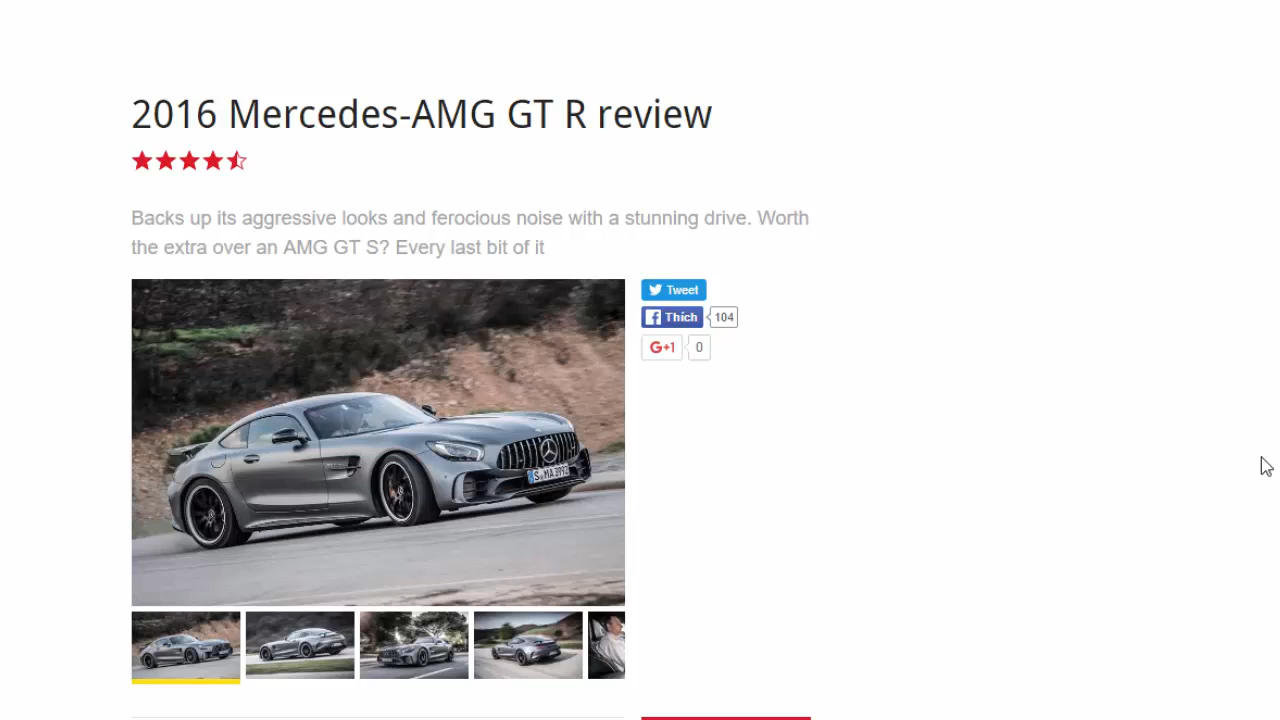 2016 Mercedes-AMG GT R review
Backs up its aggressive looks and ferocious noise with a stunning drive. Worth
the extra over an AMG GT S? Every last bit of it
Tweet
Thích 104
G+1 0